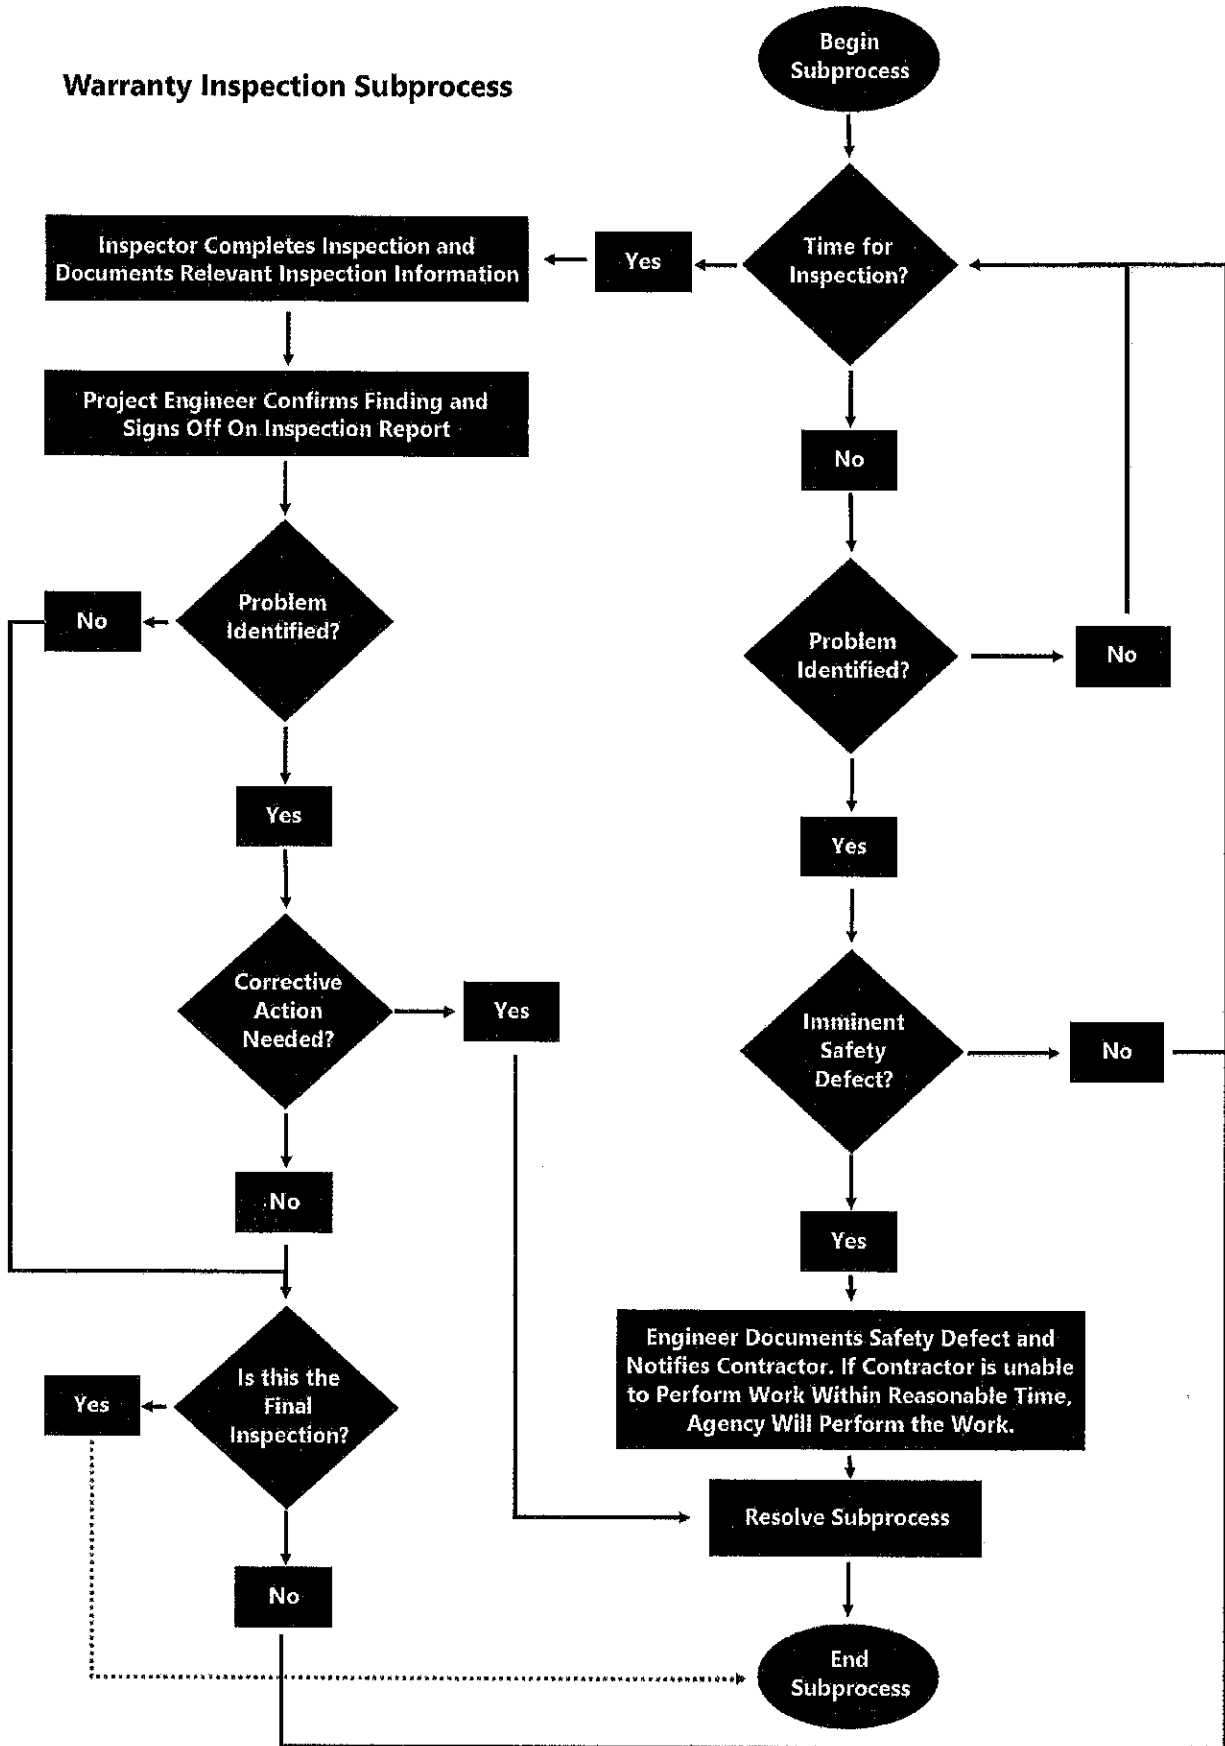 Warranty Inspection Subprocess
Begin
Subprocess
Time for
Inspection?
Yes
Inspector Completes Inspection and
Documents Relevant Inspection Information
Project Engineer Confirms Finding and
Signs Off On Inspection Report
Problem
Identified?
No
Yes
Corrective
Action
Needed?
Yes
No
Is this the
Final
Inspection?
Yes
No
No
Problem
Identified?
No
Yes
Imminent
Safety
Defect?
No
Yes
Engineer Documents Safety Defect and
Notifies Contractor. If Contractor is unable
to Perform Work Within Reasonable Time,
Agency Will Perform the Work.
Resolve Subprocess
End
Subprocess